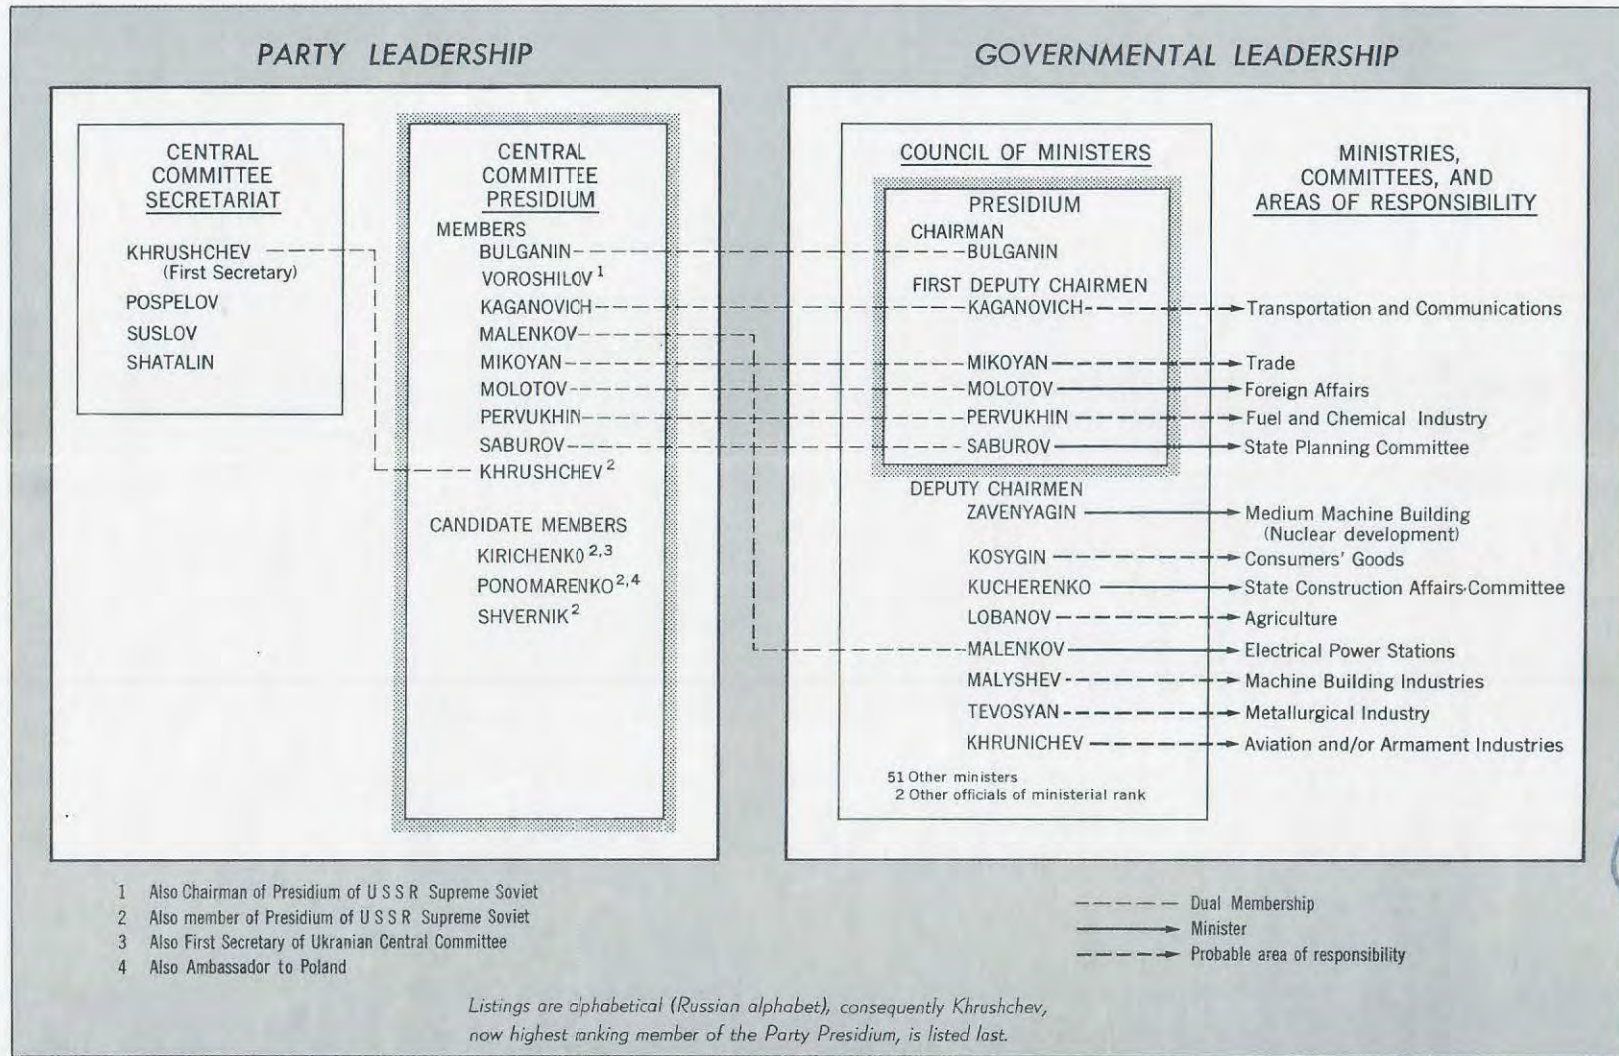 PARTY LEADERSHIP
CENTRAL
COMMITTEE
SECRETARIAT
KHRUSHCHEV
(First Secretary)
POSPELOV
SUSLOV
SHATALIN
CENTRAL
COMMITTEE
PRESIDIUM
MEMBERS
BULGANIN
VOROSHILOV 1
KAGANOVICH
MALENKOV
MIKOYAN
MOLOTOV
PERVUKHIN
SABUROV
KHRUSHCHEV 2
CANDIDATE MEMBERS
KIRICHENKO 2,3
PONOMARENKO 2,4
SHVERNIK 2
GOVERNMENTAL LEADERSHIP
COUNCIL OF MINISTERS
PRESIDIUM
CHAIRMAN
BULGANIN
FIRST DEPUTY CHAIRMEN
KAGANOVICH
MIKOYAN
MOLOTOV
PERVUKHIN
SABUROV
DEPUTY CHAIRMEN
ZAVENYAGIN
KOSYGIN
KUCHERENKO
LOBANOV
MALENKOV
MALYSHEV
TEVOSYAN
KHRUNICHEV
51 Other ministers
2 Other officials of ministerial rank
MINISTRIES,
COMMITTEES, AND
AREAS OF RESPONSIBILITY
Transportation and Communications
Trade
Foreign Affairs
Fuel and Chemical Industry
State Planning Committee
Medium Machine Building
(Nuclear development)
Consumers' Goods
State Construction Affairs Committee
Agriculture
Electrical Power Stations
Machine Building Industries
Metallurgical Industry
Aviation and/or Armament Industries
1 Also Chairman of Presidium of U S S R Supreme Soviet
2 Also member of Presidium of U S S R Supreme Soviet
3 Also First Secretary of Ukranian Central Committee
4 Also Ambassador to Poland
Dual Membership
Minister
Probable area of responsibility
Listings are alphabetical (Russian alphabet), consequently Khrushchev,
now highest ranking member of the Party Presidium, is listed last.